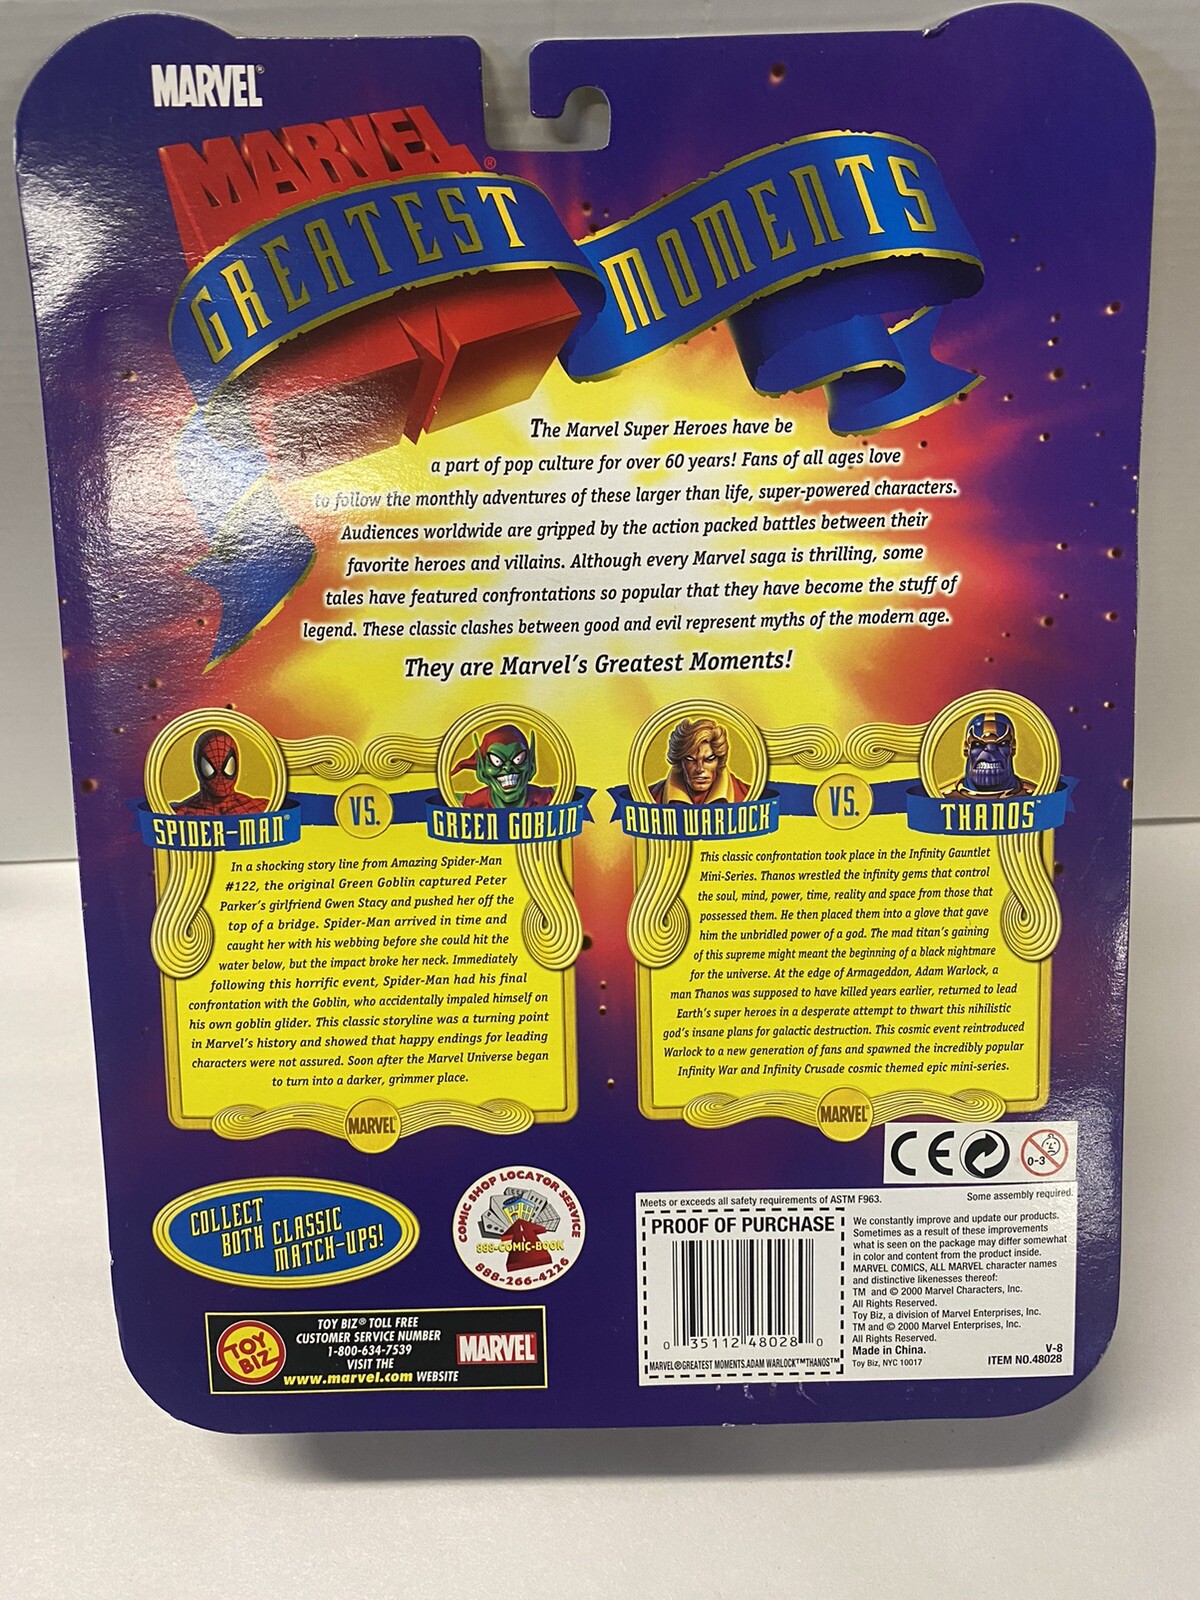 MARVEL®
MARVEL®
GREATEST MOMENTS
The Marvel Super Heroes have be
a part of pop culture for over 60 years! Fans of all ages love
to follow the monthly adventures of these larger than life, super-powered characters.
Audiences worldwide are gripped by the action packed battles between their
favorite heroes and villains. Although every Marvel saga is thrilling, some
tales have featured confrontations so popular that they have become the stuff of
legend. These classic clashes between good and evil represent myths of the modern age.
They are Marvel's Greatest Moments!
SPIDER-MAN® VS. GREEN GOBLIN™
In a shocking story line from Amazing Spider-Man
#122, the original Green Goblin captured Peter
Parker's girlfriend Gwen Stacy and pushed her off the
top of a bridge. Spider-Man arrived in time and
caught her with his webbing before she could hit the
water below, but the impact broke her neck. Immediately
following this horrific event, Spider-Man had his final
confrontation with the Goblin, who accidentally impaled himself on
his own goblin glider. This classic storyline was a turning point
in Marvel's history and showed that happy endings for leading
characters were not assured. Soon after the Marvel Universe began
to turn into a darker, grimmer place.
MARVEL
ADAM WARLOCK™ VS. THANOS™
This classic confrontation took place in the Infinity Gauntlet
Mini-Series. Thanos wrestled the infinity gems that control
the soul, mind, power, time, reality and space from those that
possessed them. He then placed them into a glove that gave
him the unbridled power of a god. The mad titan's gaining
of this supreme might meant the beginning of a black nightmare
for the universe. At the edge of Armageddon, Adam Warlock, a
man Thanos was supposed to have killed years earlier, returned to lead
Earth's super heroes in a desperate attempt to thwart this nihilistic
god's insane plans for galactic destruction. This cosmic event reintroduced
Warlock to a new generation of fans and spawned the incredibly popular
Infinity War and Infinity Crusade cosmic themed epic mini-series.
MARVEL
COLLECT
BOTH CLASSIC
MATCH-UPS!
COMIC SHOP LOCATOR SERVICE
888-COMIC-BOOK
888-266-4226
TOY BIZ
TOY BIZ® TOLL FREE
CUSTOMER SERVICE NUMBER
1-800-634-7539
VISIT THE
www.marvel.com WEBSITE
MARVEL
CE
0-3
Meets or exceeds all safety requirements of ASTM F963.
Some assembly required.
PROOF OF PURCHASE
0 35112 48028 0
MARVEL®GREATEST MOMENTS.ADAM WARLOCK™THANOS™
We constantly improve and update our products.
Sometimes as a result of these improvements
what is seen on the package may differ somewhat
in color and content from the product inside.
MARVEL COMICS, ALL MARVEL character names
and distinctive likenesses thereof:
TM and © 2000 Marvel Characters, Inc.
All Rights Reserved.
Toy Biz, a division of Marvel Enterprises, Inc.
TM and © 2000 Marvel Enterprises, Inc.
All Rights Reserved.
Made in China.
Toy Biz, NYC 10017
V-8
ITEM NO.48028